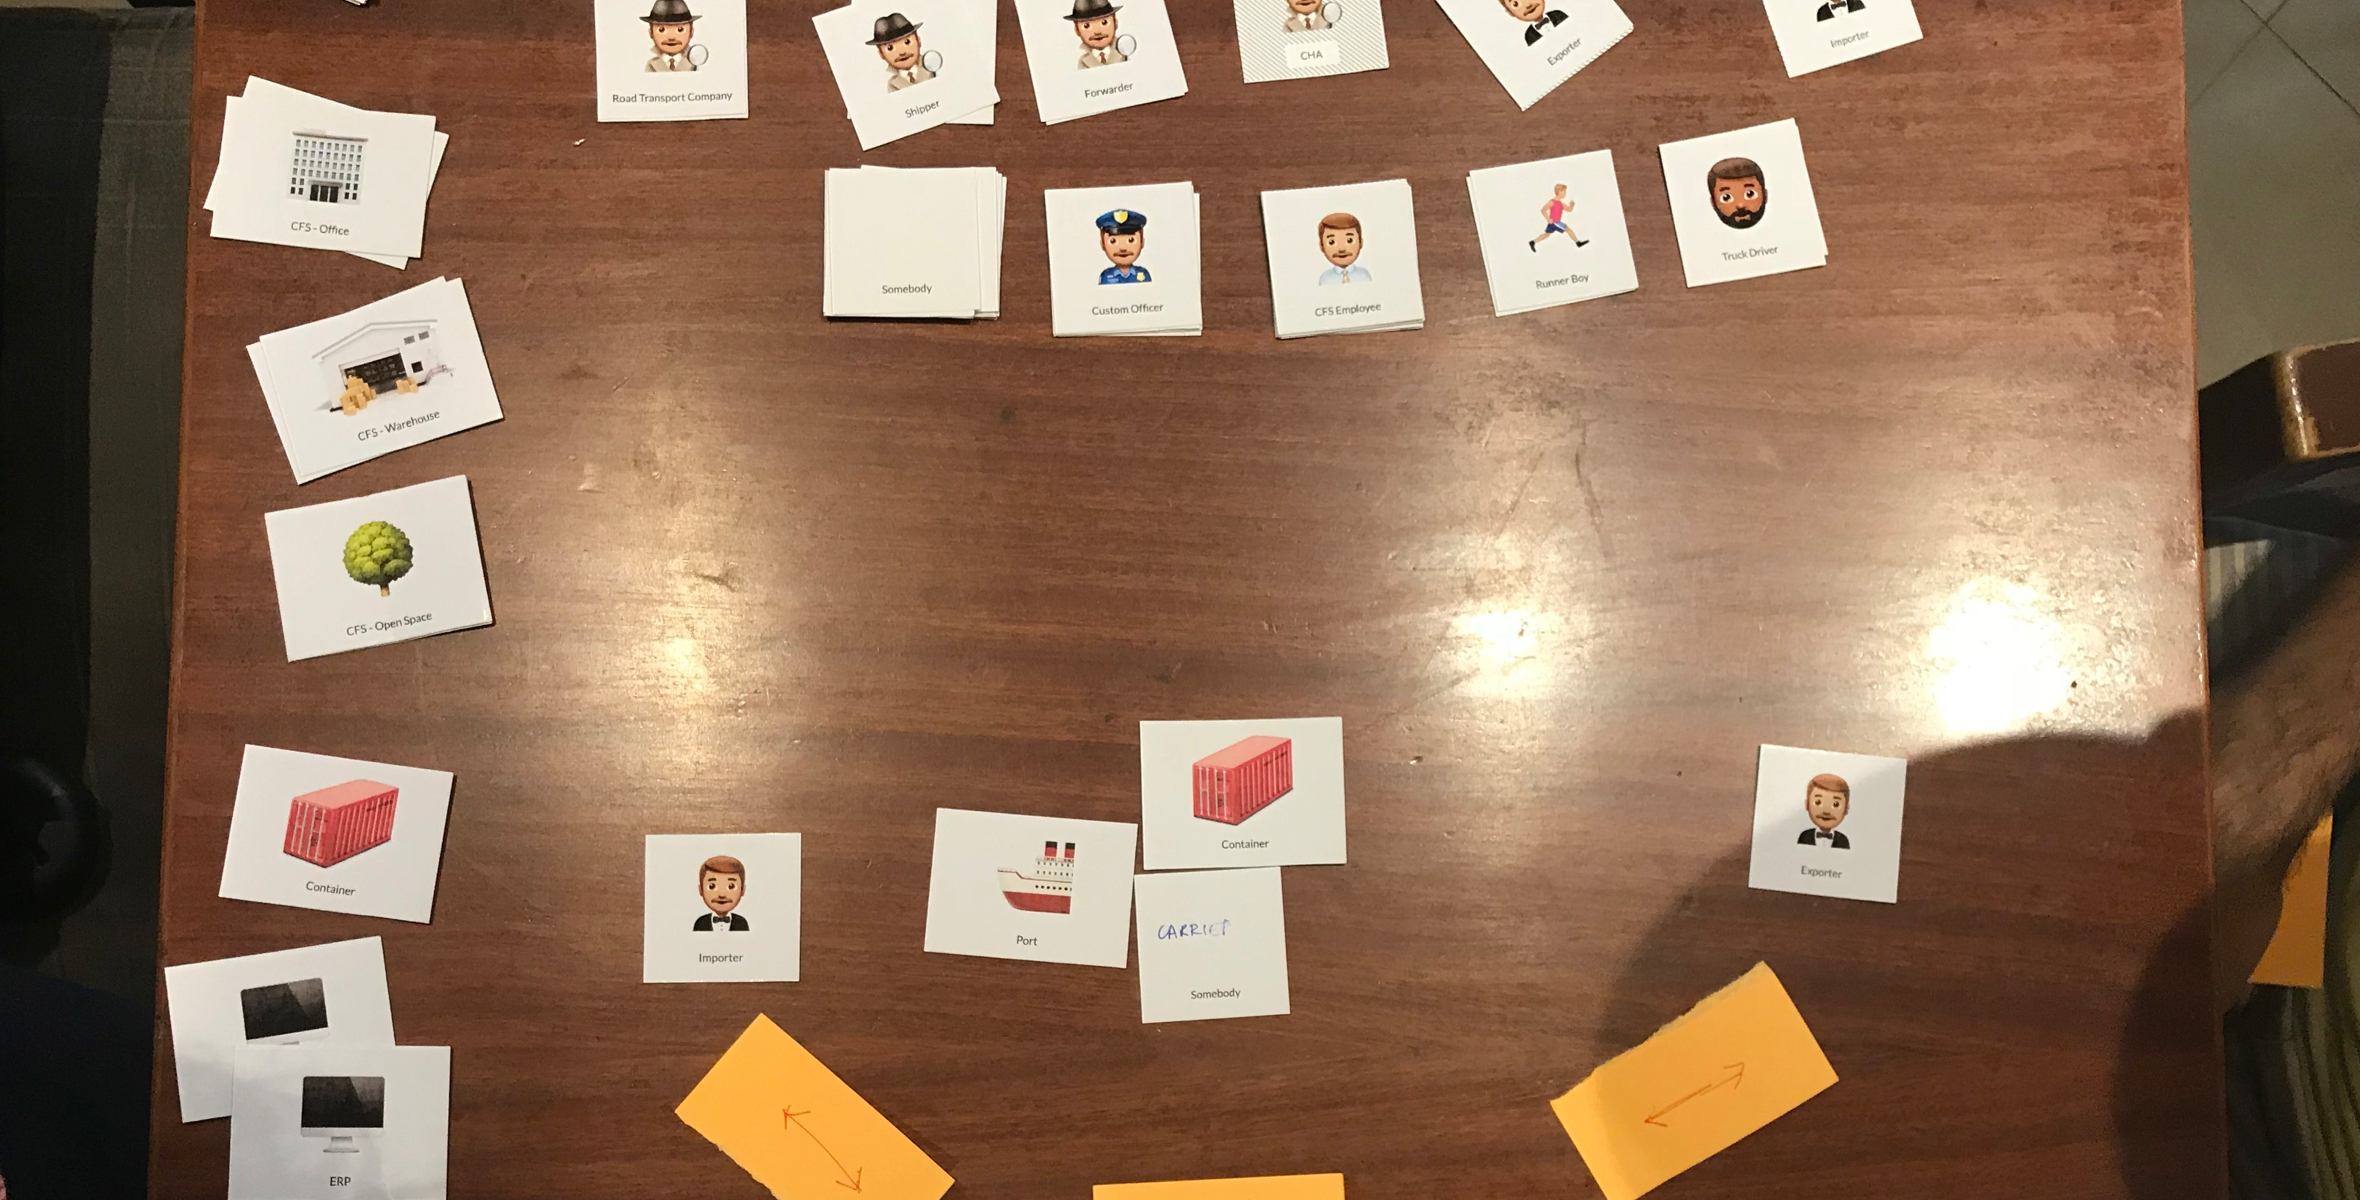 Road Transport Company
Shipper
Forwarder
CHA
Exporter
Importer
CFS - Office
Somebody
Custom Officer
CFS Employee
Runner Boy
Truck Driver
CFS - Warehouse
CFS - Open Space
Container
Container
Importer
Port
CARRIER
Somebody
Exporter
ERP